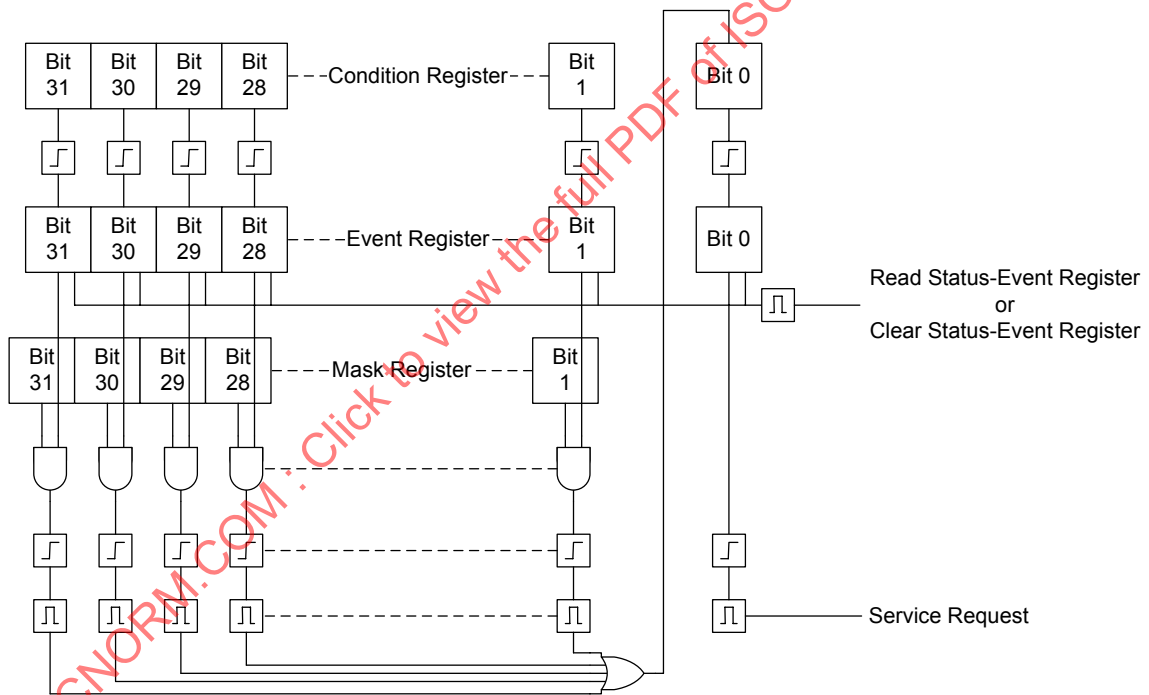 Bit 31 Bit 30 Bit 29 Bit 28 Condition Register Bit 1 Bit 0
Bit 31 Bit 30 Bit 29 Bit 28 Event Register Bit 1 Bit 0
Read Status-Event Register
or
Clear Status-Event Register
Bit 31 Bit 30 Bit 29 Bit 28 Mask Register Bit 1
Service Request
CNORM.COM : Click to view the full PDF of ISO